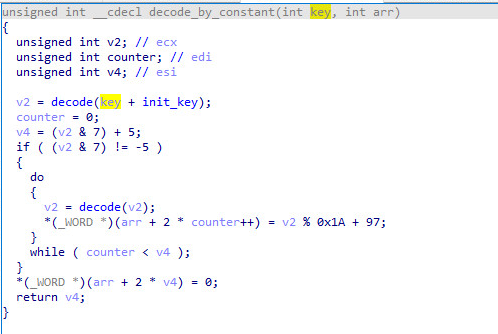 unsigned int __cdecl decode_by_constant(int key, int arr)
{
  unsigned int v2; // ecx
  unsigned int counter; // edi
  unsigned int v4; // esi

  v2 = decode(key + init_key);
  counter = 0;
  v4 = (v2 & 7) + 5;
  if ( (v2 & 7) != -5 )
  {
    do
    {
      v2 = decode(v2);
      *(_WORD *)(arr + 2 * counter++) = v2 % 0x1A + 97;
    }
    while ( counter < v4 );
  }
  *(_WORD *)(arr + 2 * v4) = 0;
  return v4;
}